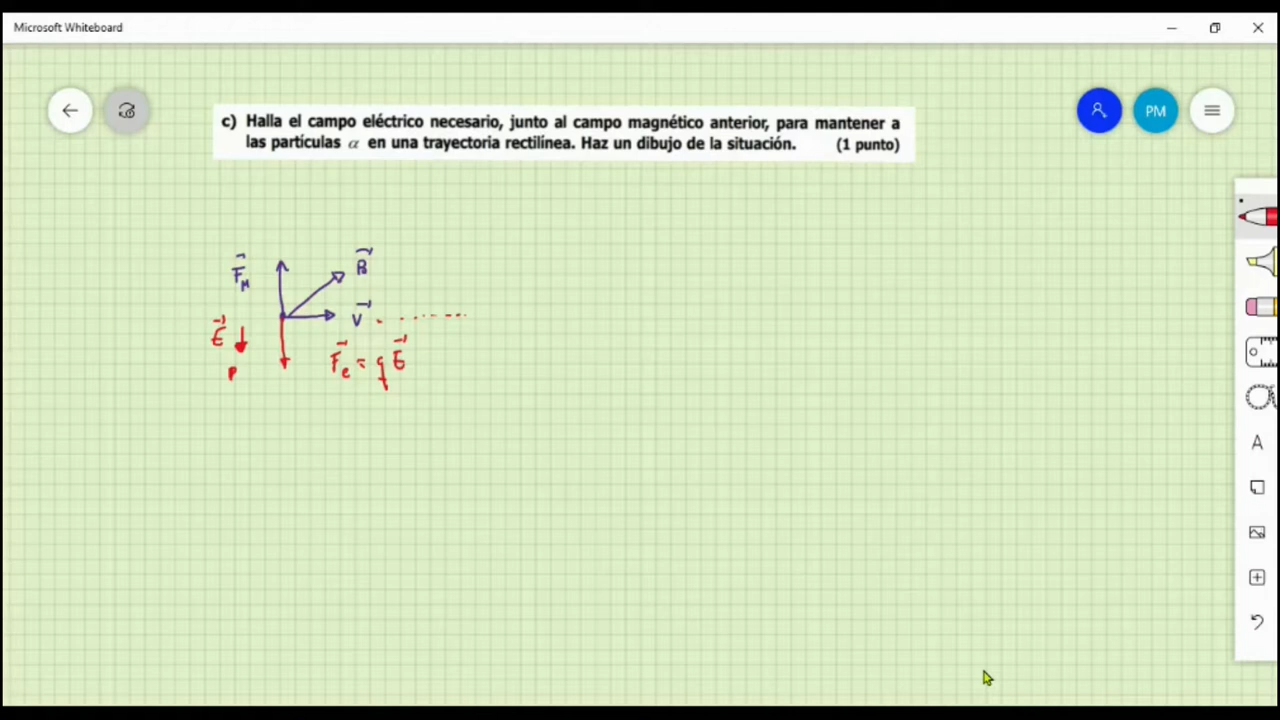 Microsoft Whiteboard
PM
c) Halla el campo eléctrico necesario, junto al campo magnético anterior, para mantener a
las partículas α en una trayectoria rectilínea. Haz un dibujo de la situación. (1 punto)
F⃗_M
B⃗
V⃗
E⃗
F⃗e = q E⃗
A